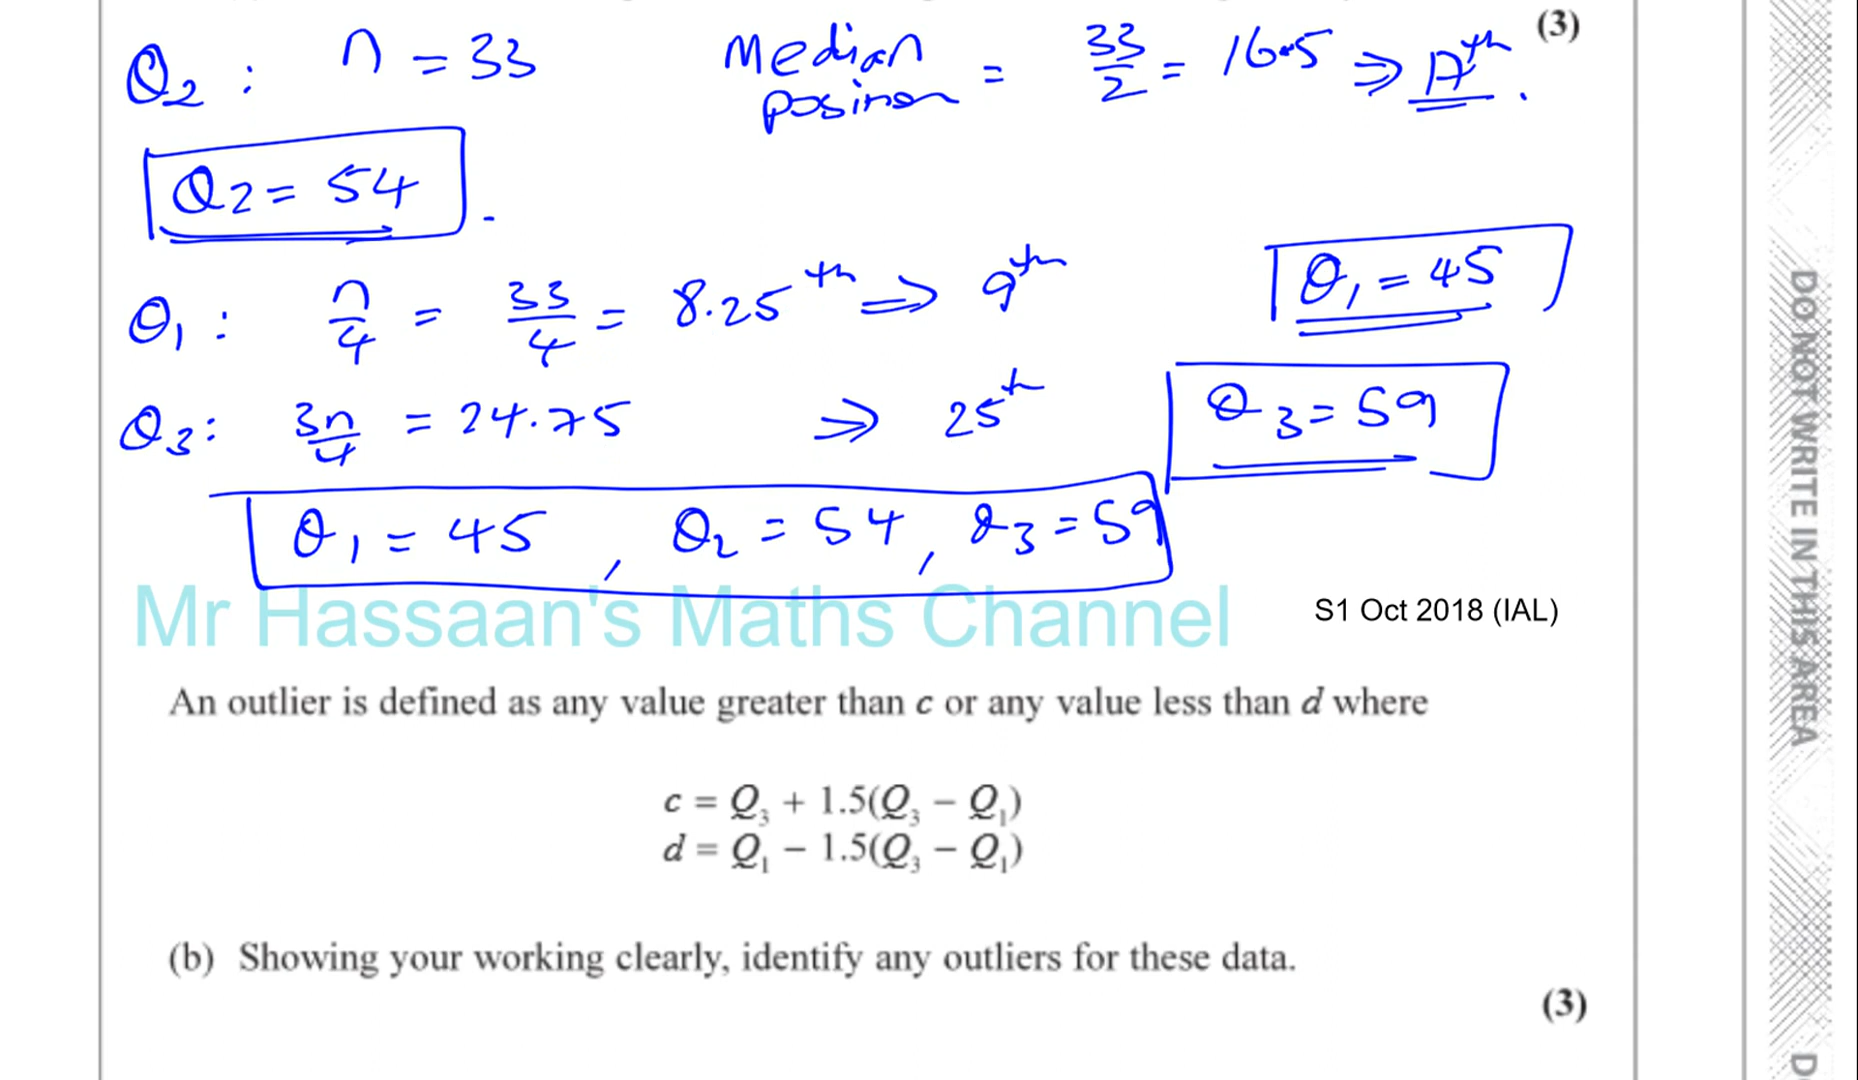 (3)
Q2 : n = 33 Median position = 33/2 = 16.5 ⇒ 17th.
Q2 = 54.
Q1 : n/4 = 33/4 = 8.25th ⇒ 9th Q1 = 45
Q3 : 3n/4 = 24.75 ⇒ 25th Q3 = 59
Q1 = 45, Q2 = 54, Q3 = 59
Mr Hassaan's Maths Channel
S1 Oct 2018 (IAL)
An outlier is defined as any value greater than c or any value less than d where
c = Q3 + 1.5(Q3 − Q1)
d = Q1 − 1.5(Q3 − Q1)
(b) Showing your working clearly, identify any outliers for these data.
(3)
DO NOT WRITE IN THIS AREA
D